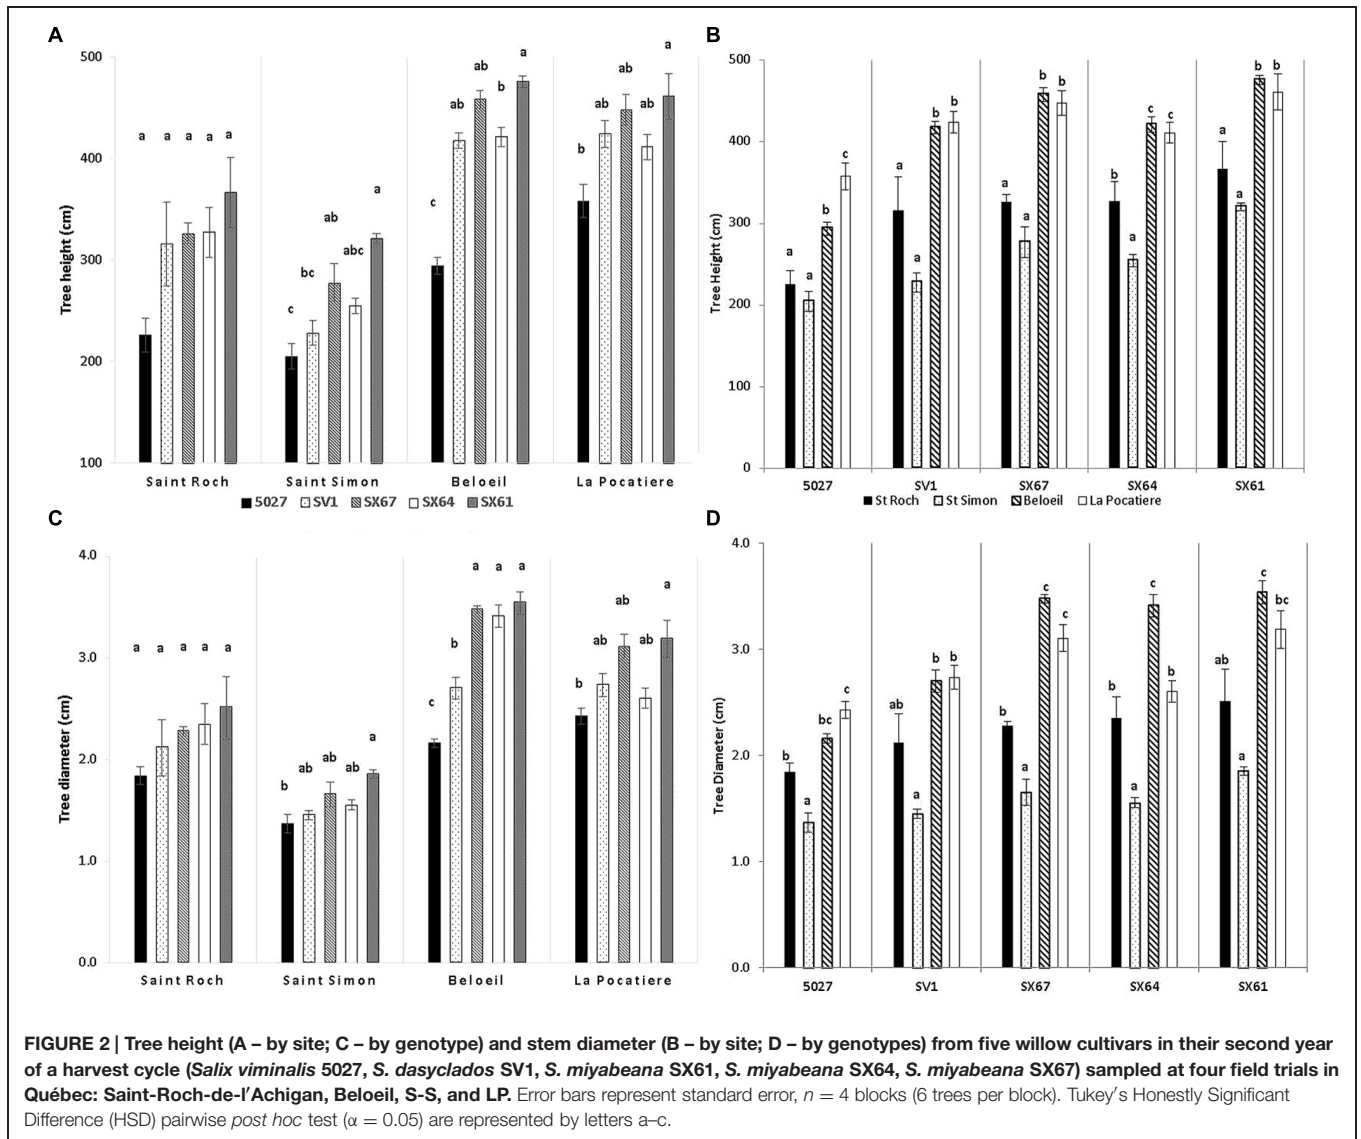 A
500
400
300
200
100
Tree height (cm)
a a a a a
c bc ab abc a
c ab ab b a
b ab ab ab a
Saint Roch Saint Simon Beloeil La Pocatiere
5027 SV1 SX67 SX64 SX61
B
500
400
300
200
100
0
Tree Height (cm)
a a b c
a a b b
a a b b
b a c c
a a b b
5027 SV1 SX67 SX64 SX61
St Roch St Simon Beloeil La Pocatiere
C
4.0
3.0
2.0
1.0
0.0
Tree diameter (cm)
a a a a a
b ab ab ab a
c b a a a
b ab ab ab a
Saint Roch Saint Simon Beloeil La Pocatiere
D
4.0
3.0
2.0
1.0
0.0
Tree Diameter (cm)
b a bc c
ab a b b
b a c c
b a c b
ab a c bc
5027 SV1 SX67 SX64 SX61
FIGURE 2 | Tree height (A – by site; C – by genotype) and stem diameter (B – by site; D – by genotypes) from five willow cultivars in their second year
of a harvest cycle (Salix viminalis 5027, S. dasyclados SV1, S. miyabeana SX61, S. miyabeana SX64, S. miyabeana SX67) sampled at four field trials in
Québec: Saint-Roch-de-l′Achigan, Beloeil, S-S, and LP. Error bars represent standard error, n = 4 blocks (6 trees per block). Tukey′s Honestly Significant
Difference (HSD) pairwise post hoc test (α = 0.05) are represented by letters a–c.